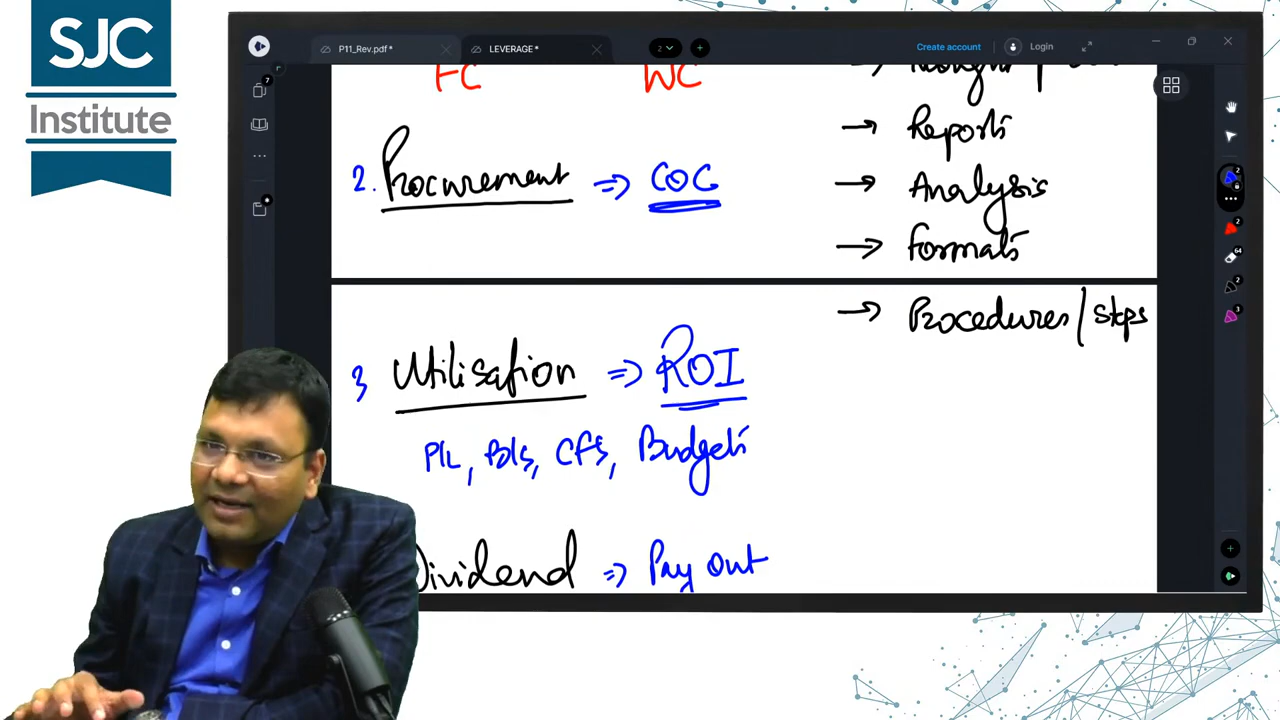 SJC
Institute
P11_Rev.pdf*
LEVERAGE*
2
Create account
Login
FC WC
2. Procurement => COC
→ Reports
→ Analysis
→ Formats
→ Procedures/Steps
3 Utilisation => ROI
P/L, B/S, CFS, Budgets
Dividend => Pay Out